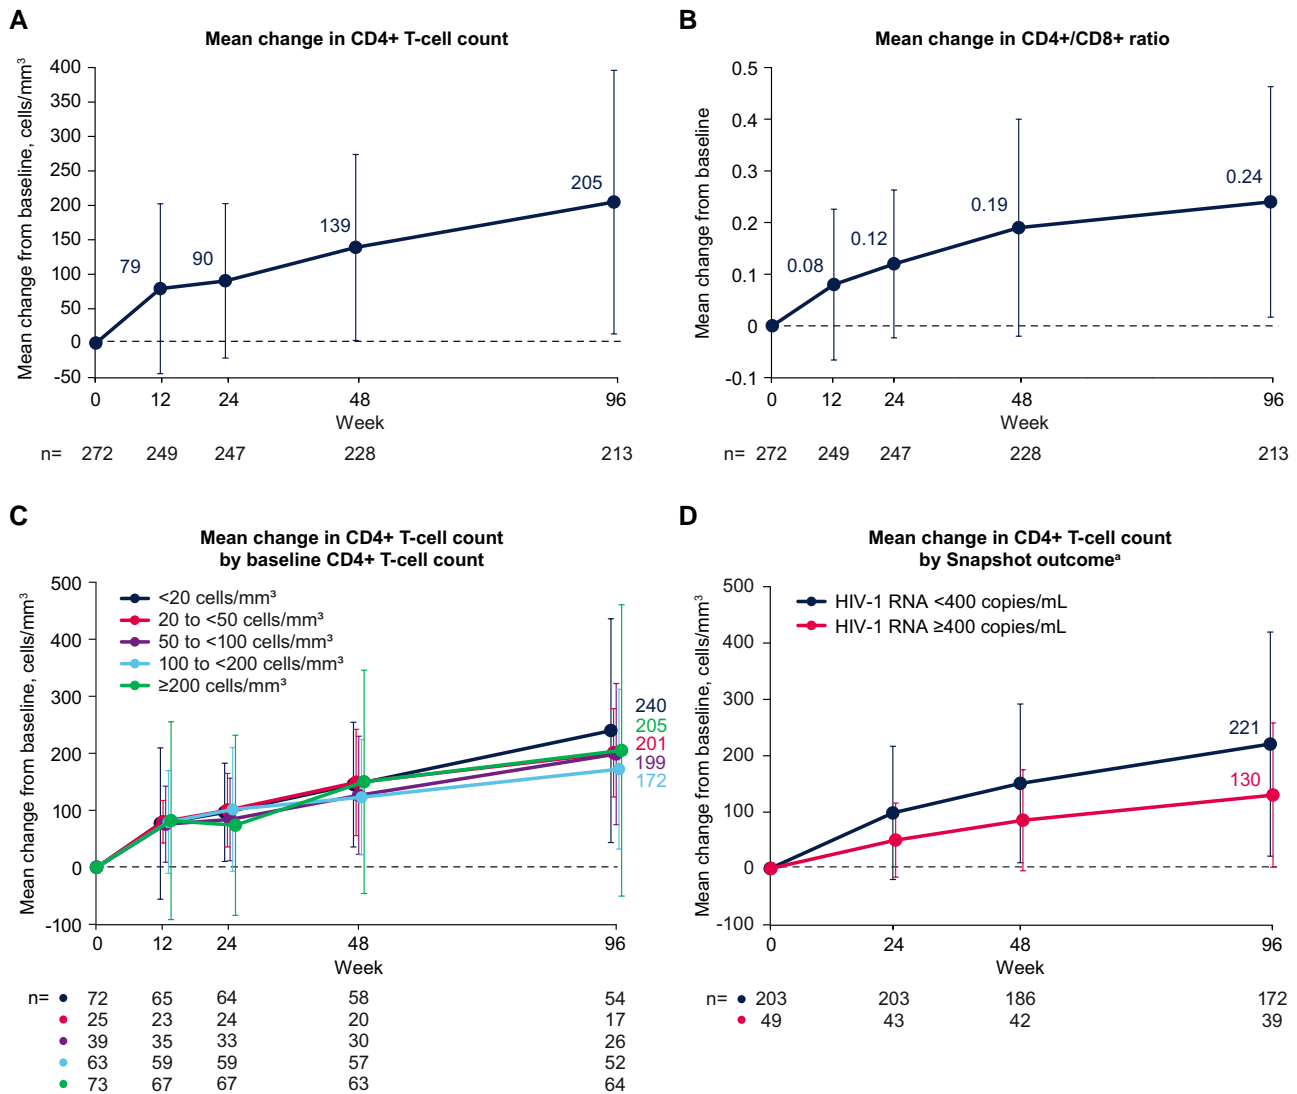 A
Mean change in CD4+ T-cell count
Mean change from baseline, cells/mm³
400
350
300
250
200
150
100
50
0
-50
79
90
139
205
0 12 24 48 96
Week
n= 272 249 247 228 213
B
Mean change in CD4+/CD8+ ratio
Mean change from baseline
0.5
0.4
0.3
0.2
0.1
0
-0.1
0.08
0.12
0.19
0.24
0 12 24 48 96
Week
n= 272 249 247 228 213
C
Mean change in CD4+ T-cell count
by baseline CD4+ T-cell count
Mean change from baseline, cells/mm³
500
400
300
200
100
0
-100
<20 cells/mm³
20 to <50 cells/mm³
50 to <100 cells/mm³
100 to <200 cells/mm³
≥200 cells/mm³
240
205
201
199
172
0 12 24 48 96
Week
n= 72 65 64 58 54
25 23 24 20 17
39 35 33 30 26
63 59 59 57 52
73 67 67 63 64
D
Mean change in CD4+ T-cell count
by Snapshot outcomeᵃ
Mean change from baseline, cells/mm³
500
400
300
200
100
0
-100
HIV-1 RNA <400 copies/mL
HIV-1 RNA ≥400 copies/mL
221
130
0 24 48 96
Week
n= 203 203 186 172
49 43 42 39